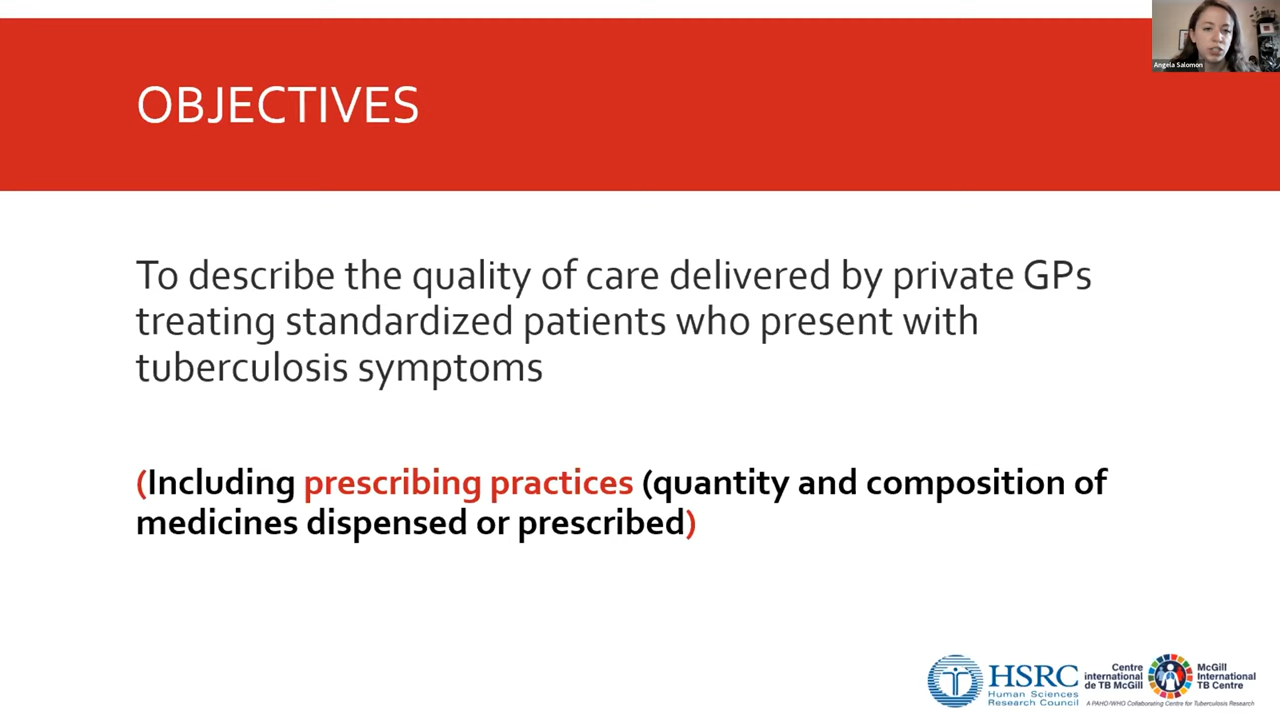 Angela Salomon
OBJECTIVES
To describe the quality of care delivered by private GPs
treating standardized patients who present with
tuberculosis symptoms
(Including prescribing practices (quantity and composition of
medicines dispensed or prescribed)
HSRC
Human Sciences
Research Council
Centre
international
de TB McGill
McGill
International
TB Centre
A PAHO/WHO Collaborating Centre for Tuberculosis Research